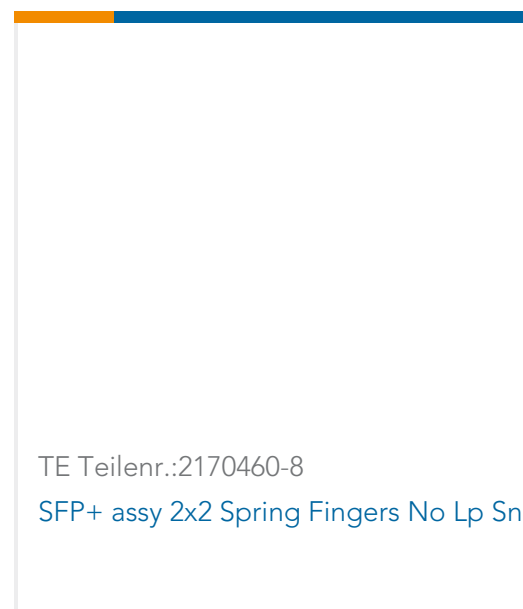 TE Teilenr.:2170460-8
SFP+ assy 2x2 Spring Fingers No Lp Sn